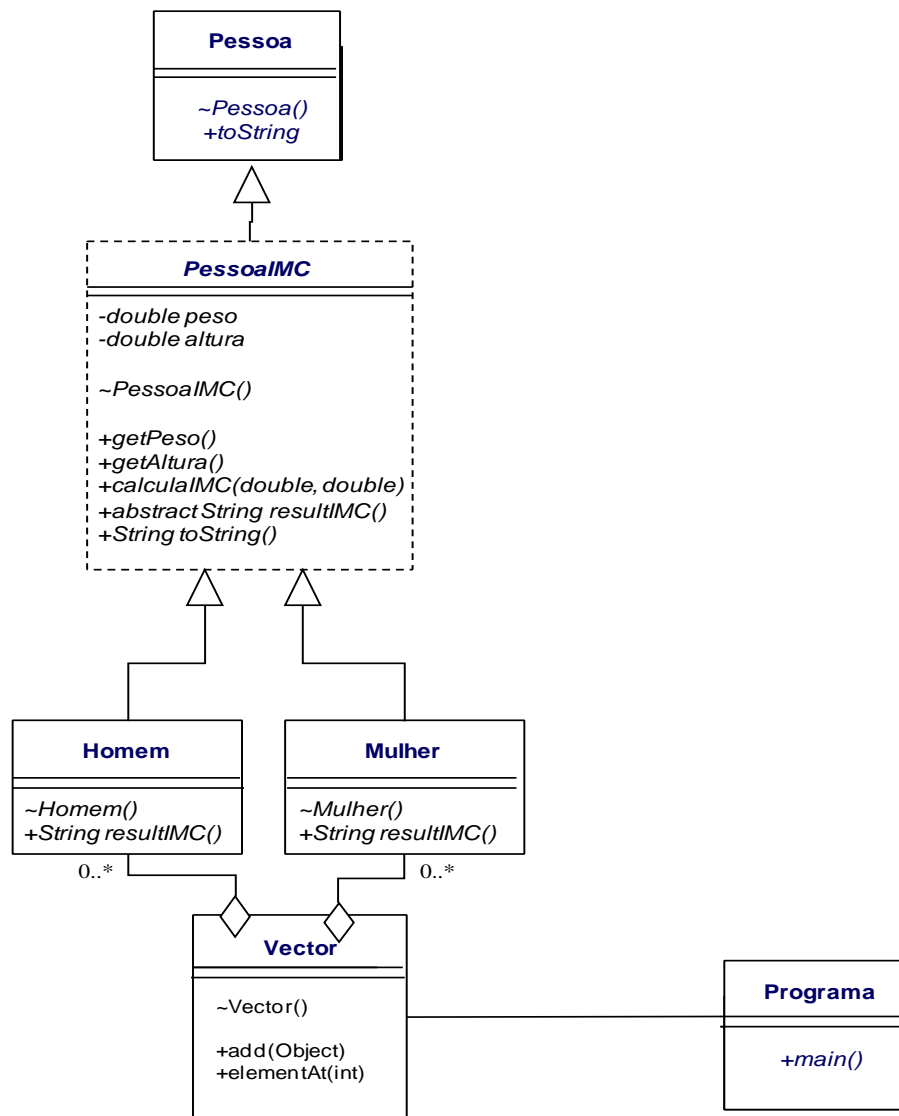 Pessoa
~Pessoa()
+toString
PessoaIMC
-double peso
-double altura
~PessoaIMC()
+getPeso()
+getAltura()
+calculaIMC(double, double)
+abstract String resultIMC()
+String toString()
Homem
~Homem()
+String resultIMC()
Mulher
~Mulher()
+String resultIMC()
0..*
0..*
Vector
~Vector()
+add(Object)
+elementAt(int)
Programa
+main()